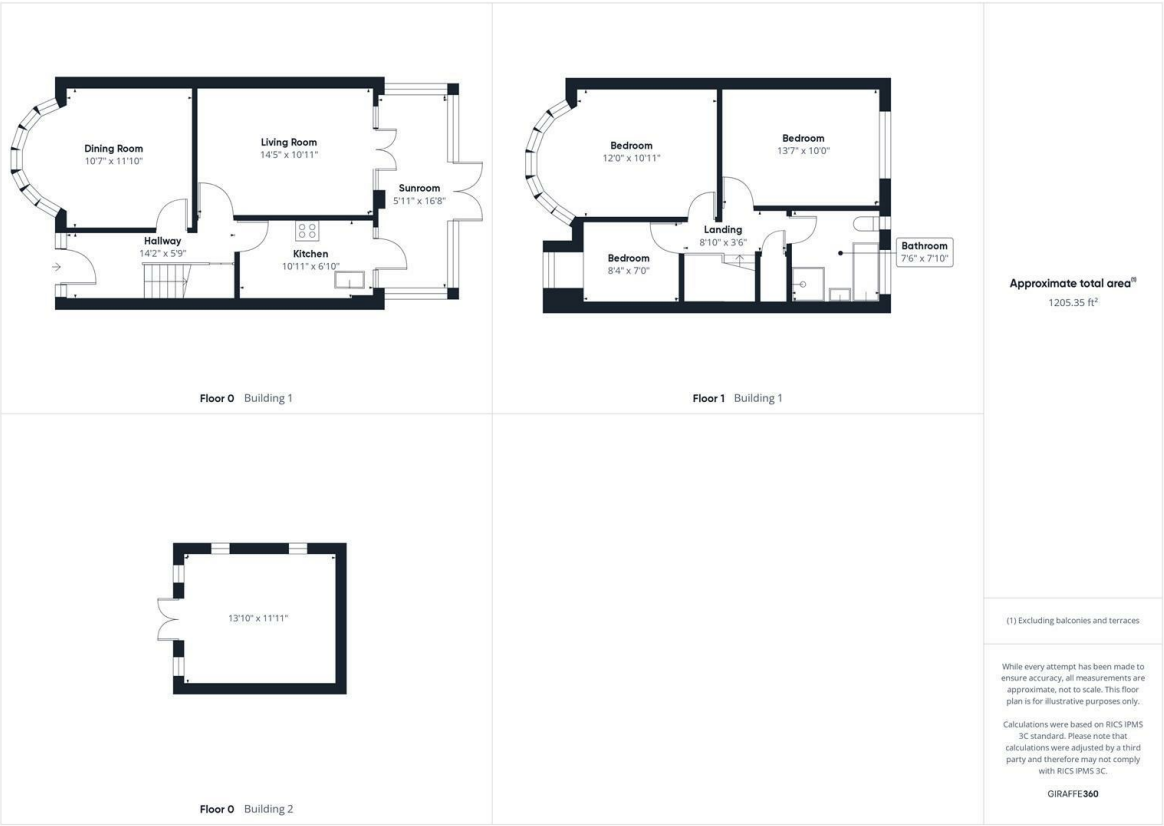 Dining Room
10'7" x 11'10"
Living Room
14'5" x 10'11"
Sunroom
5'11" x 16'8"
Hallway
14'2" x 5'9"
Kitchen
10'11" x 6'10"
Floor 0 Building 1
Bedroom
12'0" x 10'11"
Bedroom
13'7" x 10'0"
Landing
8'10" x 3'6"
Bedroom
8'4" x 7'0"
Bathroom
7'6" x 7'10"
Floor 1 Building 1
13'10" x 11'11"
Floor 0 Building 2
Approximate total area⁽¹⁾
1205.35 ft²
(1) Excluding balconies and terraces
While every attempt has been made to
ensure accuracy, all measurements are
approximate, not to scale. This floor
plan is for illustrative purposes only.
Calculations were based on RICS IPMS
3C standard. Please note that
calculations were adjusted by a third
party and therefore may not comply
with RICS IPMS 3C.
GIRAFFE360